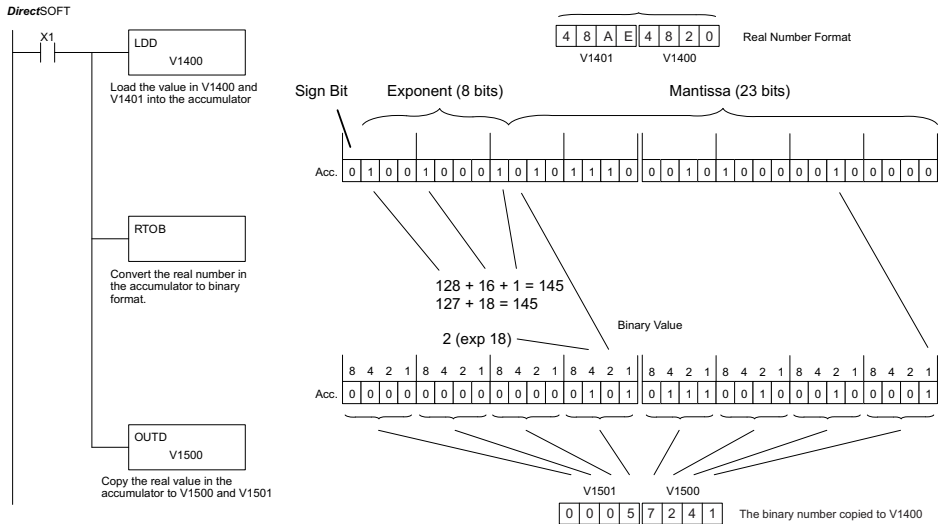 DirectSOFT
X1
LDD
V1400
Load the value in V1400 and
V1401 into the accumulator
RTOB
Convert the real number in
the accumulator to binary
format.
OUTD
V1500
Copy the real value in the
accumulator to V1500 and V1501
4 8 A E 4 8 2 0 Real Number Format
V1401 V1400
Sign Bit Exponent (8 bits) Mantissa (23 bits)
Acc. 0 1 0 0 1 0 0 0 1 0 1 0 1 1 1 0 0 0 1 0 1 0 0 0 0 0 1 0 0 0 0 0
128 + 16 + 1 = 145
127 + 18 = 145
Binary Value
2 (exp 18)
8 4 2 1 8 4 2 1 8 4 2 1 8 4 2 1 8 4 2 1 8 4 2 1 8 4 2 1 8 4 2 1
Acc. 0 0 0 0 0 0 0 0 0 0 0 0 0 1 0 1 0 1 1 1 0 0 1 0 0 0 1 0 0 0 0 1
V1501 V1500
0 0 0 5 7 2 4 1 The binary number copied to V1400